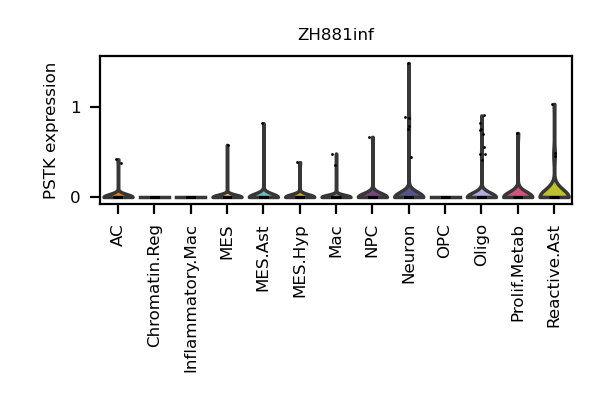 ZH881inf
PSTK expression
1
0
AC
Chromatin.Reg
Inflammatory.Mac
MES
MES.Ast
MES.Hyp
Mac
NPC
Neuron
OPC
Oligo
Prolif.Metab
Reactive.Ast